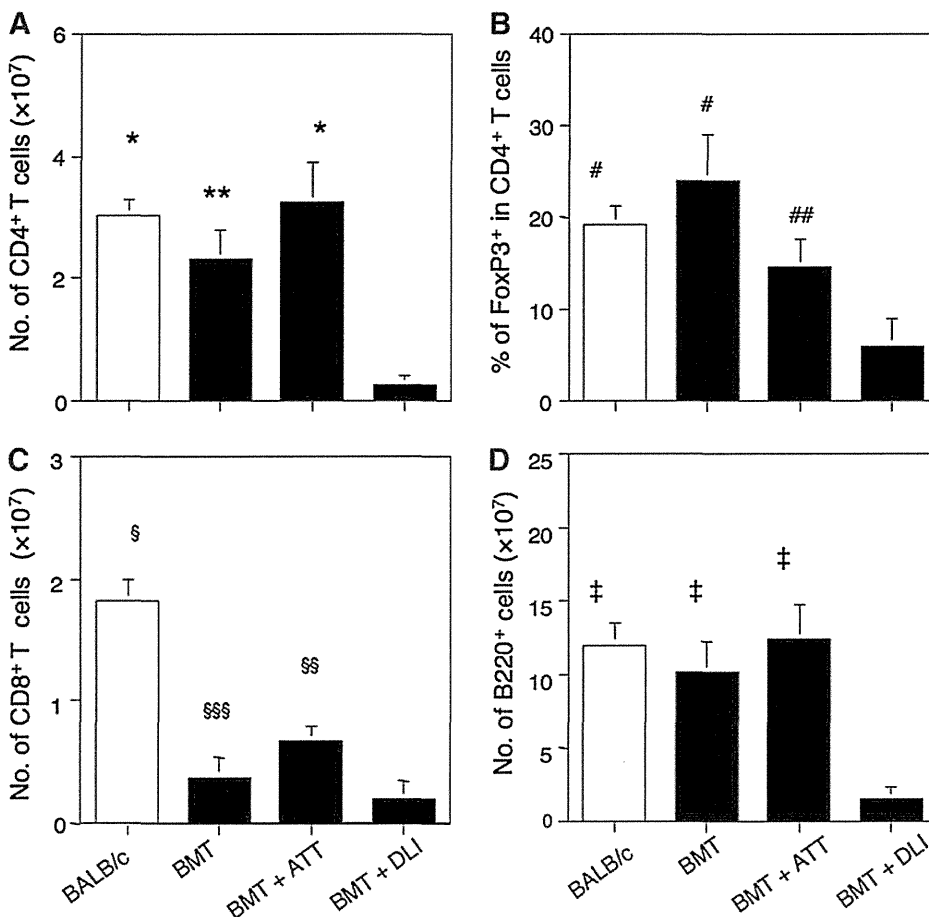 A
No. of CD4⁺ T cells (×10⁷)
6
4
2
0
*
**
*
B
% of FoxP3⁺ in CD4⁺ T cells
40
30
20
10
0
#
#
##
C
No. of CD8⁺ T cells (×10⁷)
3
2
1
0
§
§§§
§§
BALB/c
BMT
BMT + ATT
BMT + DLI
D
No. of B220⁺ cells (×10⁷)
25
20
15
10
5
0
‡
‡
‡
BALB/c
BMT
BMT + ATT
BMT + DLI